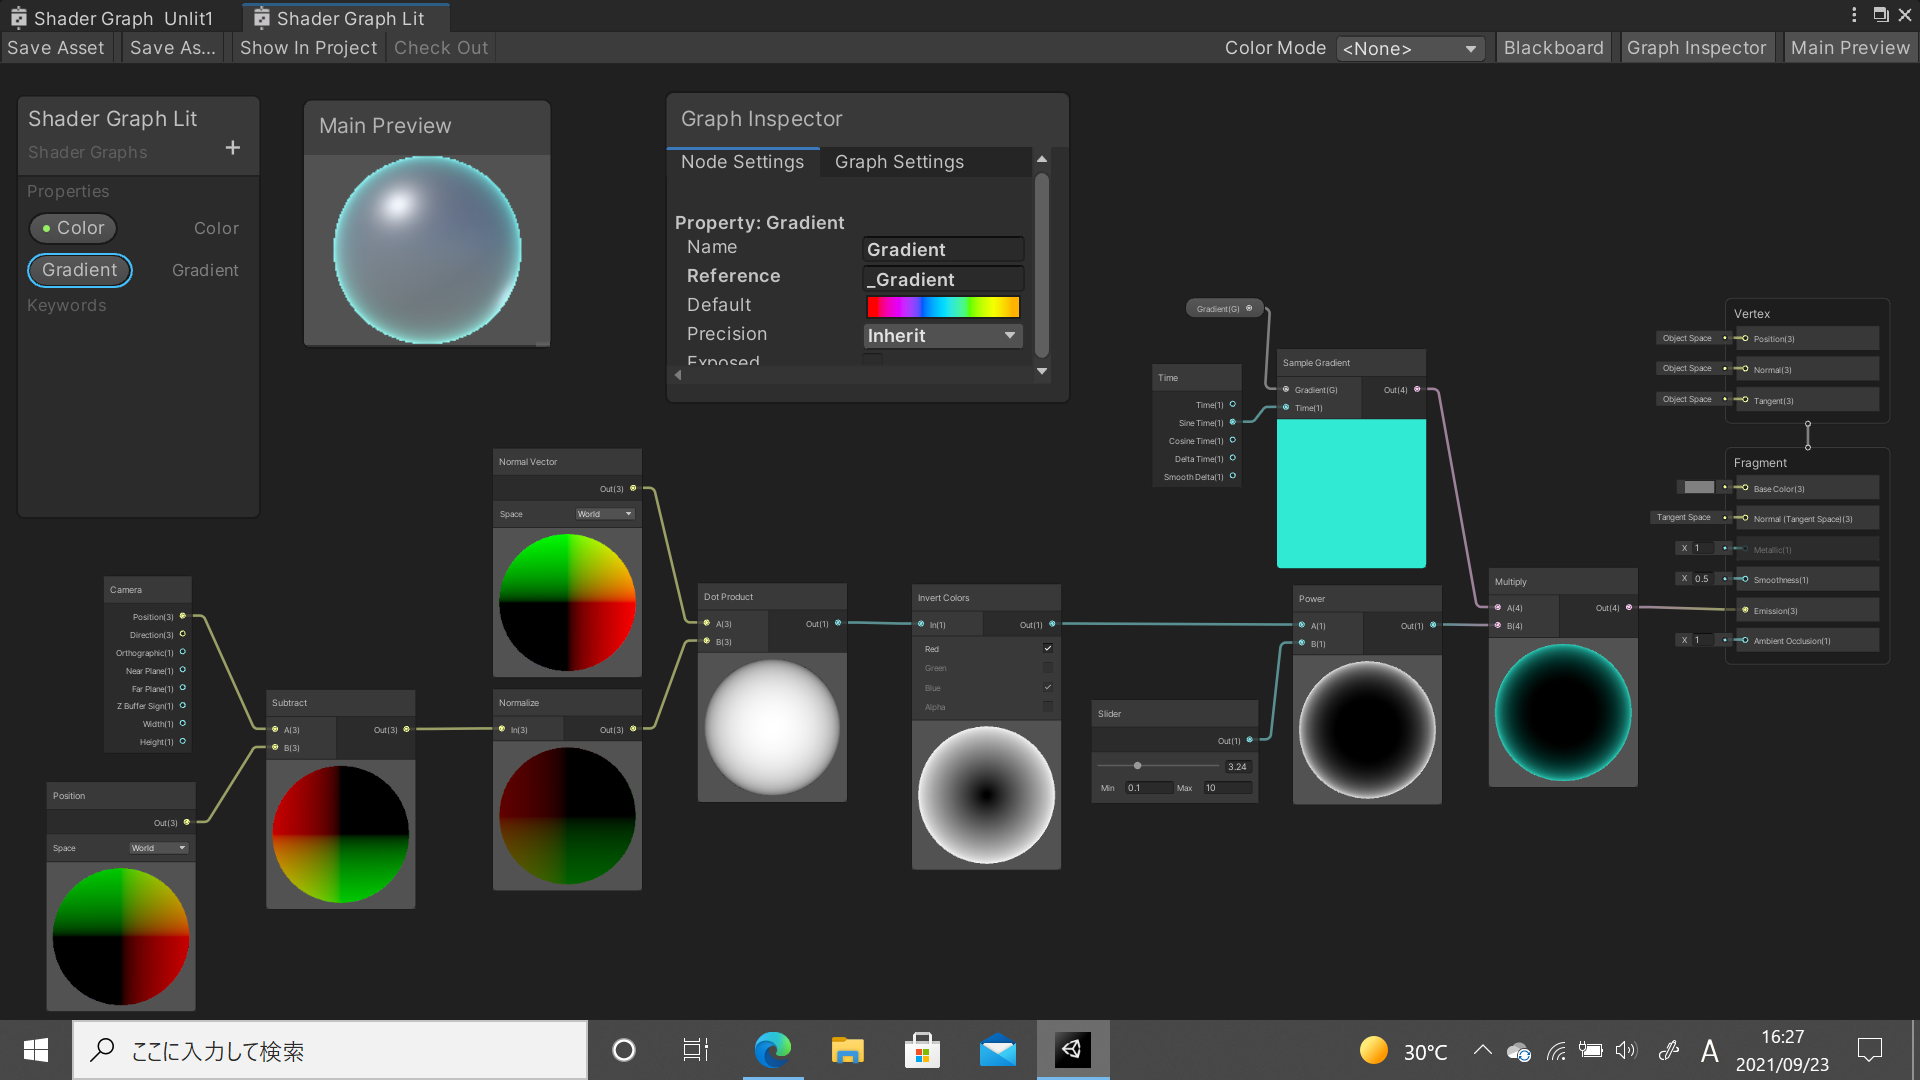 Shader Graph Unlit1
Shader Graph Lit
Save Asset
Save As...
Show In Project
Check Out
Color Mode
<None>
Blackboard
Graph Inspector
Main Preview
Shader Graph Lit
Shader Graphs
+
Properties
Color
Color
Gradient
Gradient
Keywords
Main Preview
Graph Inspector
Node Settings
Graph Settings
Property: Gradient
Name
Gradient
Reference
_Gradient
Default
Precision
Inherit
Exposed
Gradient(G)
Time
Time(1)
Sine Time(1)
Cosine Time(1)
Delta Time(1)
Smooth Delta(1)
Sample Gradient
Gradient(G)
Out(4)
Time(1)
Vertex
Object Space
Position(3)
Object Space
Normal(3)
Object Space
Tangent(3)
Fragment
Base Color(3)
Tangent Space
Normal (Tangent Space)(3)
X 1
Metallic(1)
X 0.5
Smoothness(1)
Emission(3)
X 1
Ambient Occlusion(1)
Normal Vector
Out(3)
Space
World
Camera
Position(3)
Direction(3)
Orthographic(1)
Near Plane(1)
Far Plane(1)
Z Buffer Sign(1)
Width(1)
Height(1)
Position
Out(3)
Space
World
Subtract
A(3)
Out(3)
B(3)
Normalize
In(3)
Out(3)
Dot Product
A(3)
Out(1)
B(3)
Invert Colors
In(1)
Out(1)
Red
Green
Blue
Alpha
Slider
Out(1)
3.24
Min
0.1
Max
10
Power
A(1)
Out(1)
B(1)
Multiply
A(4)
Out(4)
B(4)
ここに入力して検索
30°C
A
16:27
2021/09/23